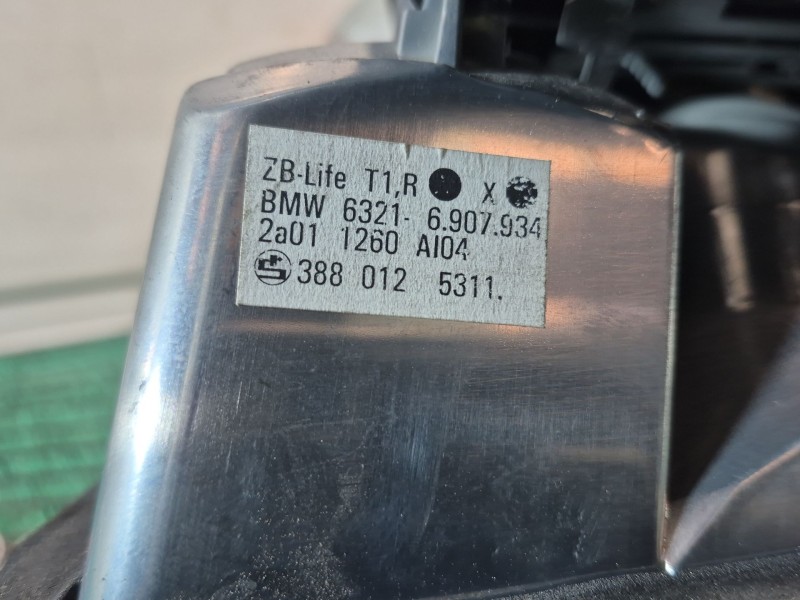 ZB-Life T1,R ● X
BMW 6321- 6.907.934
2a01 1260 AI04
388 012 5311.